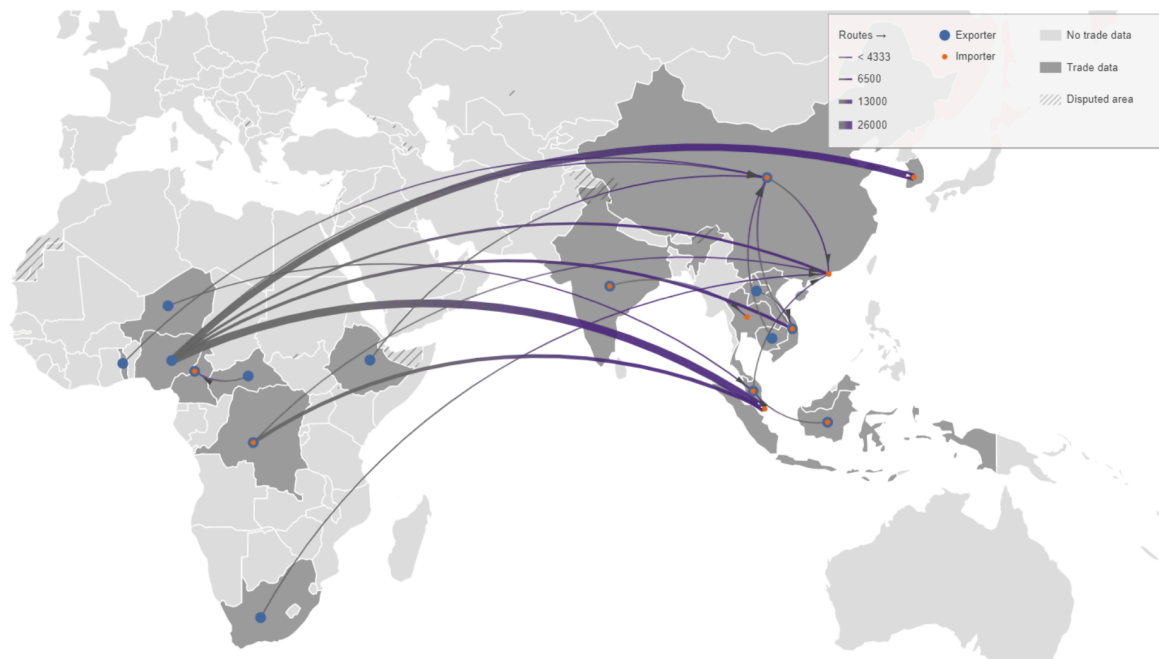 Routes →
< 4333
6500
13000
26000
Exporter
Importer
No trade data
Trade data
Disputed area